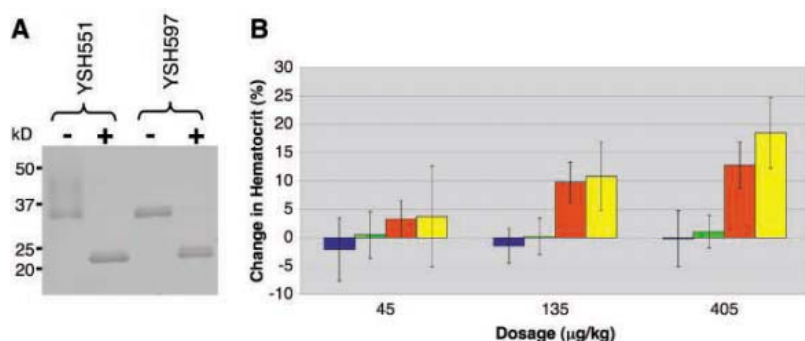 A
YSH551
YSH597
kD
- + - +
50
37
25
20
B
Change in Hematocrit (%)
30
25
20
15
10
5
0
-5
-10
45 135 405
Dosage (µg/kg)